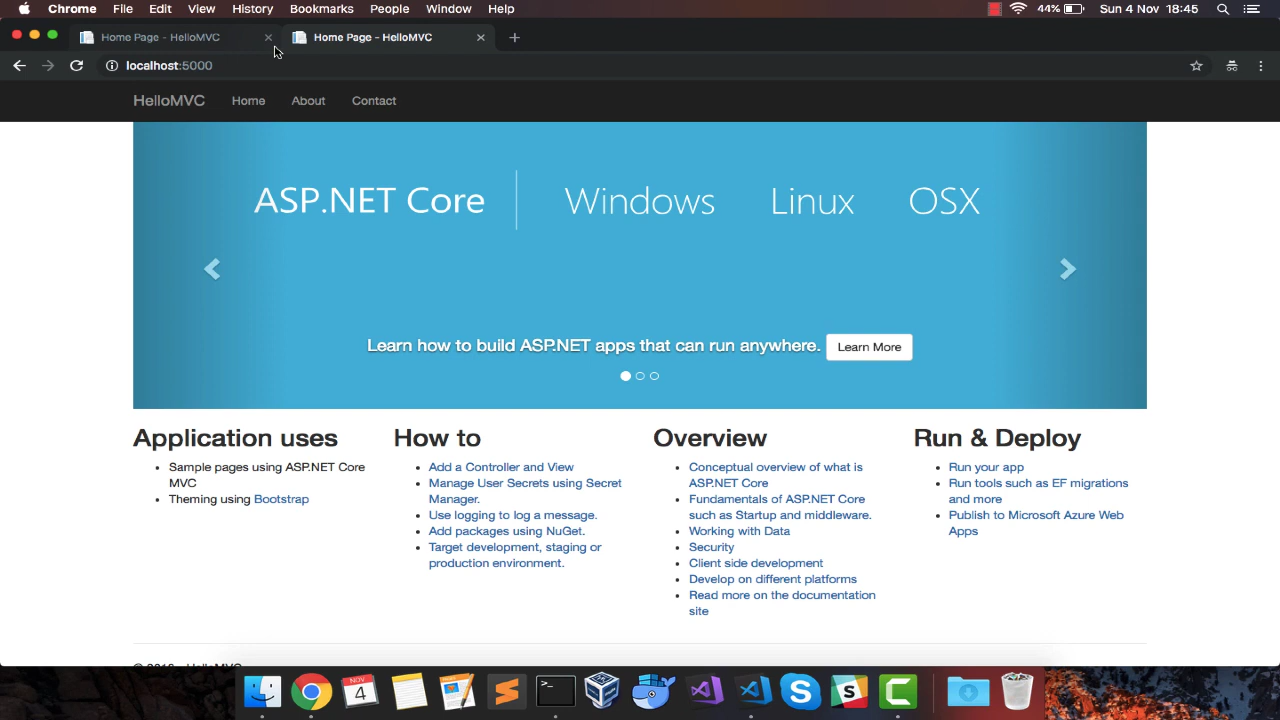 Chrome File Edit View History Bookmarks People Window Help 44% Sun 4 Nov 18:45
Home Page - HelloMVC Home Page - HelloMVC
localhost:5000
HelloMVC Home About Contact
ASP.NET Core Windows Linux OSX
Learn how to build ASP.NET apps that can run anywhere. Learn More
Application uses
Sample pages using ASP.NET Core
MVC
Theming using Bootstrap
How to
Add a Controller and View
Manage User Secrets using Secret
Manager.
Use logging to log a message.
Add packages using NuGet.
Target development, staging or
production environment.
Overview
Conceptual overview of what is
ASP.NET Core
Fundamentals of ASP.NET Core
such as Startup and middleware.
Working with Data
Security
Client side development
Develop on different platforms
Read more on the documentation
site
Run & Deploy
Run your app
Run tools such as EF migrations
and more
Publish to Microsoft Azure Web
Apps
© 2018 - HelloMVC
NOV
4